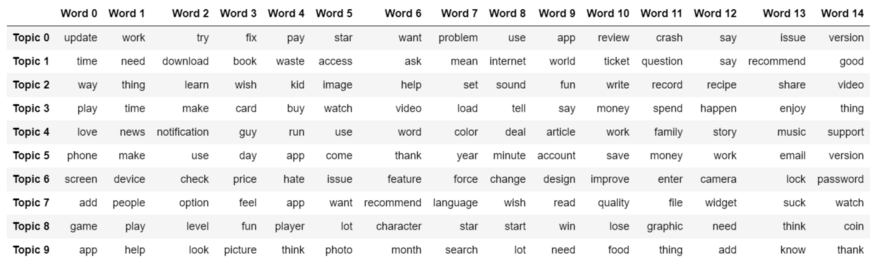 Word 0 Word 1 Word 2 Word 3 Word 4 Word 5 Word 6 Word 7 Word 8 Word 9 Word 10 Word 11 Word 12 Word 13 Word 14
Topic 0 update work try fix pay star want problem use app review crash say issue version
Topic 1 time need download book waste access ask mean internet world ticket question say recommend good
Topic 2 way thing learn wish kid image help set sound fun write record recipe share video
Topic 3 play time make card buy watch video load tell say money spend happen enjoy thing
Topic 4 love news notification guy run use word color deal article work family story music support
Topic 5 phone make use day app come thank year minute account save money work email version
Topic 6 screen device check price hate issue feature force change design improve enter camera lock password
Topic 7 add people option feel app want recommend language wish read quality file widget suck watch
Topic 8 game play level fun player lot character star start win lose graphic need think coin
Topic 9 app help look picture think photo month search lot need food thing add know thank